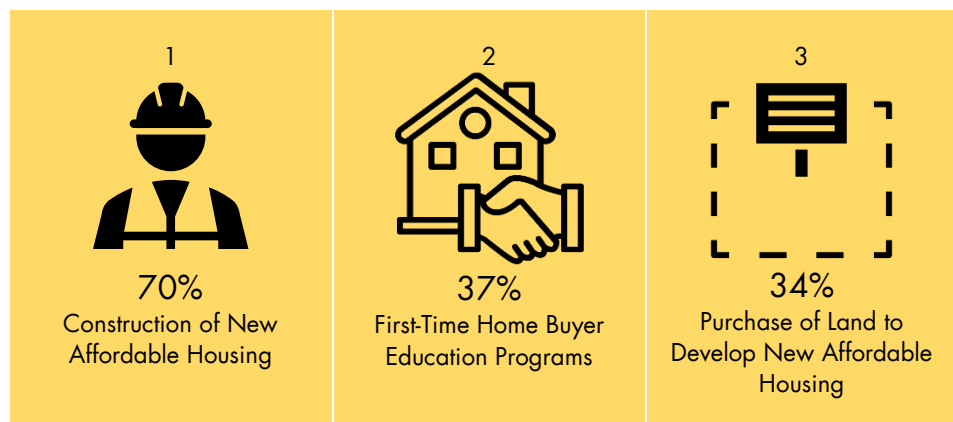 1
70%
Construction of New
Affordable Housing
2
37%
First-Time Home Buyer
Education Programs
3
34%
Purchase of Land to
Develop New Affordable
Housing